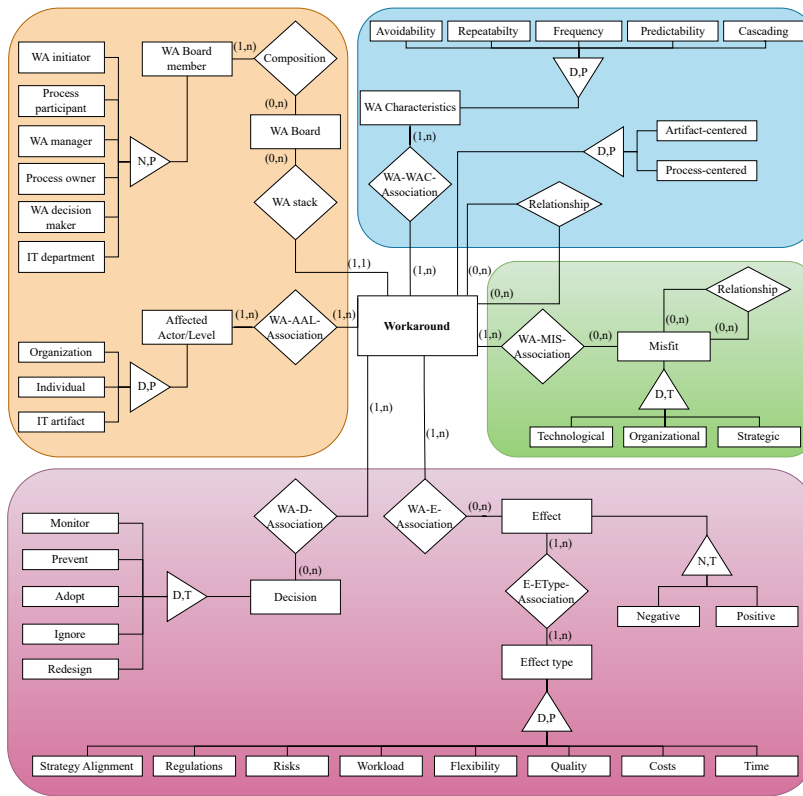 WA initiator
Process
participant
WA manager
Process owner
WA decision
maker
IT department
N,P
WA Board
member
(1,n)
Composition
(0,n)
WA Board
(0,n)
WA stack
(1,1)
Organization
Individual
IT artifact
D,P
Affected
Actor/Level
(1,n)
WA-AAL-
Association
(1,n)
Avoidability
Repeatabilty
Frequency
Predictability
Cascading
D,P
WA Characteristics
(1,n)
WA-WAC-
Association
(1,n)
D,P
Artifact-centered
Process-centered
Relationship
(0,n)
(0,n)
Workaround
(1,n)
WA-MIS-
Association
(0,n)
Misfit
(0,n)
Relationship
(0,n)
D,T
Technological
Organizational
Strategic
(1,n)
(1,n)
Monitor
Prevent
Adopt
Ignore
Redesign
D,T
WA-D-
Association
(0,n)
Decision
WA-E-
Association
(0,n)
Effect
(1,n)
E-EType-
Association
(1,n)
Effect type
N,T
Negative
Positive
D,P
Strategy Alignment
Regulations
Risks
Workload
Flexibility
Quality
Costs
Time